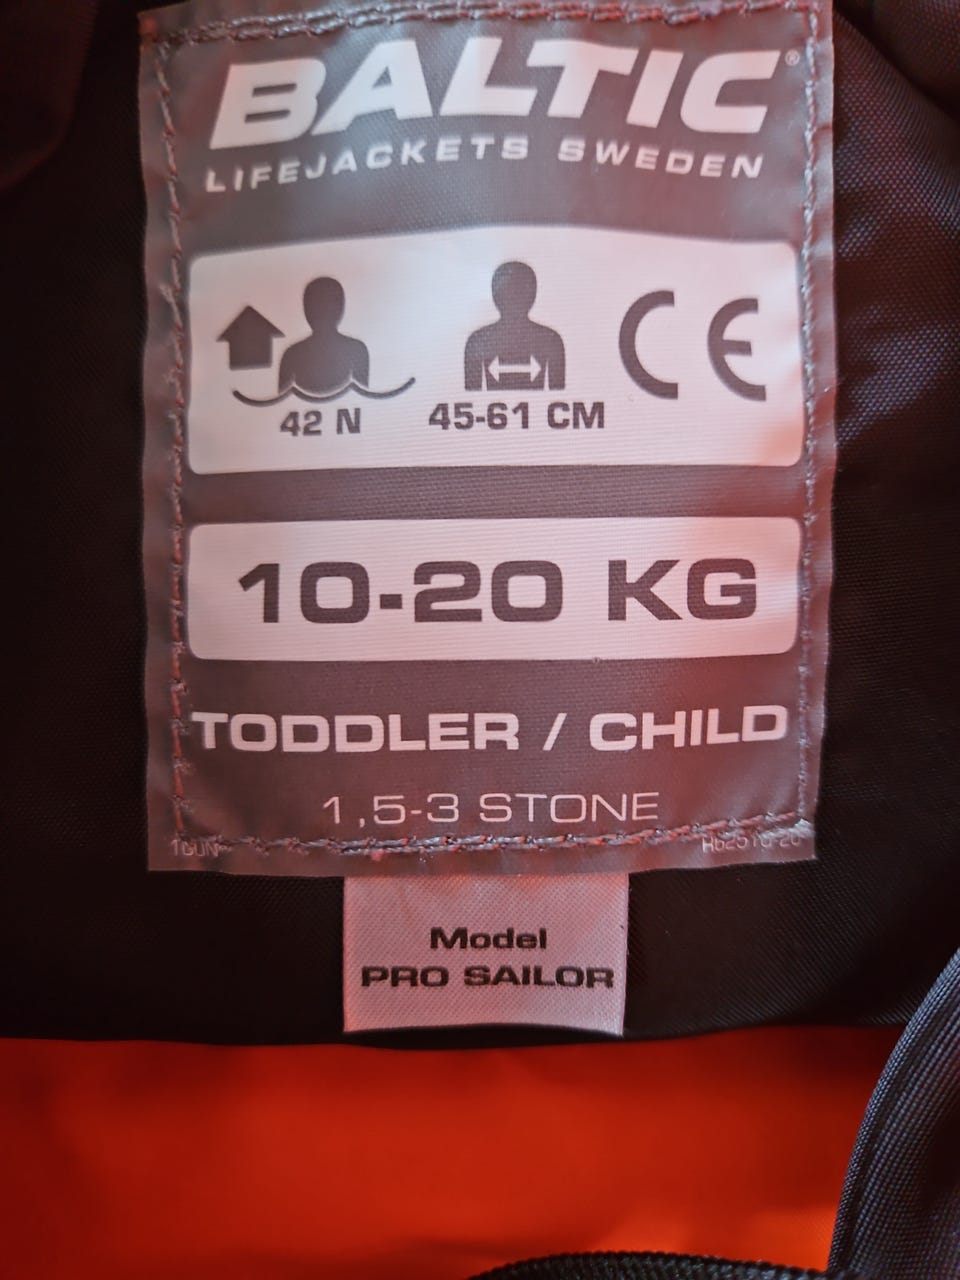 BALTIC®
LIFEJACKETS SWEDEN
CE
42 N
45-61 CM
10-20 KG
TODDLER / CHILD
1,5-3 STONE
Model
PRO SAILOR